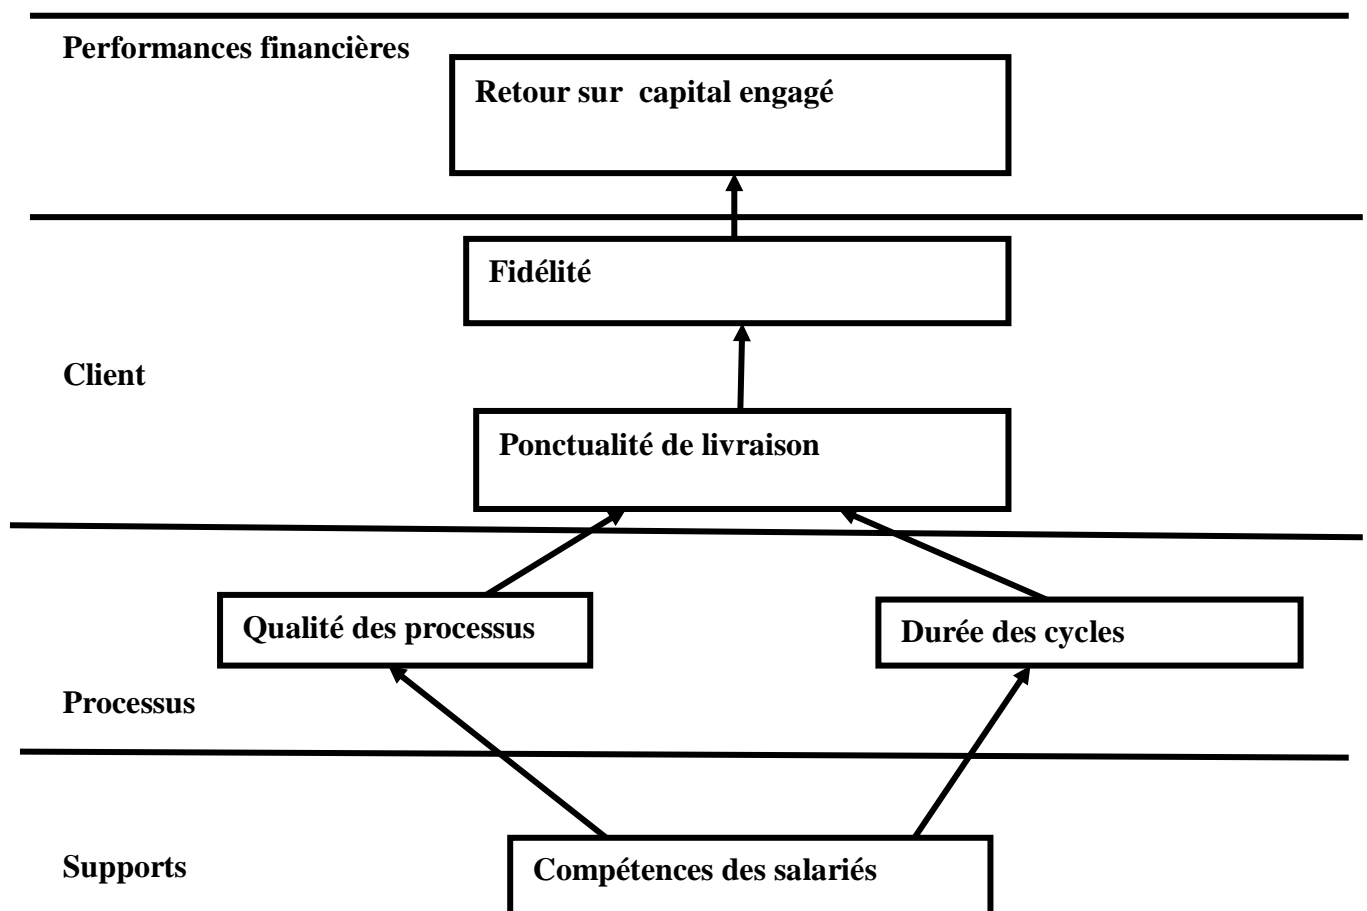 Performances financières
Retour sur capital engagé
Fidélité
Client
Ponctualité de livraison
Qualité des processus
Durée des cycles
Processus
Supports
Compétences des salariés